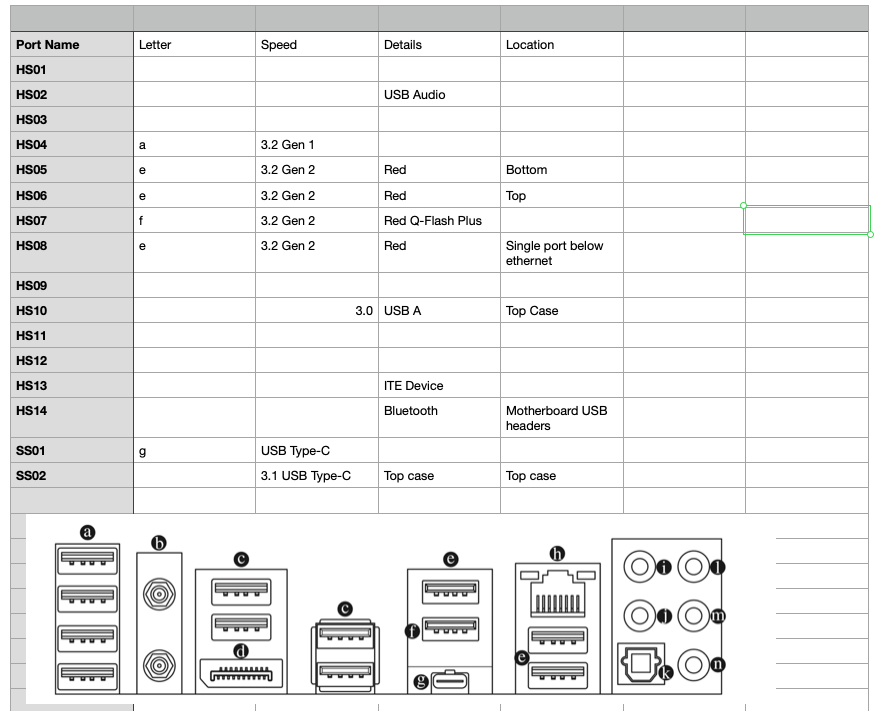 Port Name Letter Speed Details Location
HS01
HS02 USB Audio
HS03
HS04 a 3.2 Gen 1
HS05 e 3.2 Gen 2 Red Bottom
HS06 e 3.2 Gen 2 Red Top
HS07 f 3.2 Gen 2 Red Q-Flash Plus
HS08 e 3.2 Gen 2 Red Single port below
ethernet
HS09
HS10 3.0 USB A Top Case
HS11
HS12
HS13 ITE Device
HS14 Bluetooth Motherboard USB
headers
SS01 g USB Type-C
SS02 3.1 USB Type-C Top case Top case
a b c e h
i l
c
j m
f
d
e
k n
g